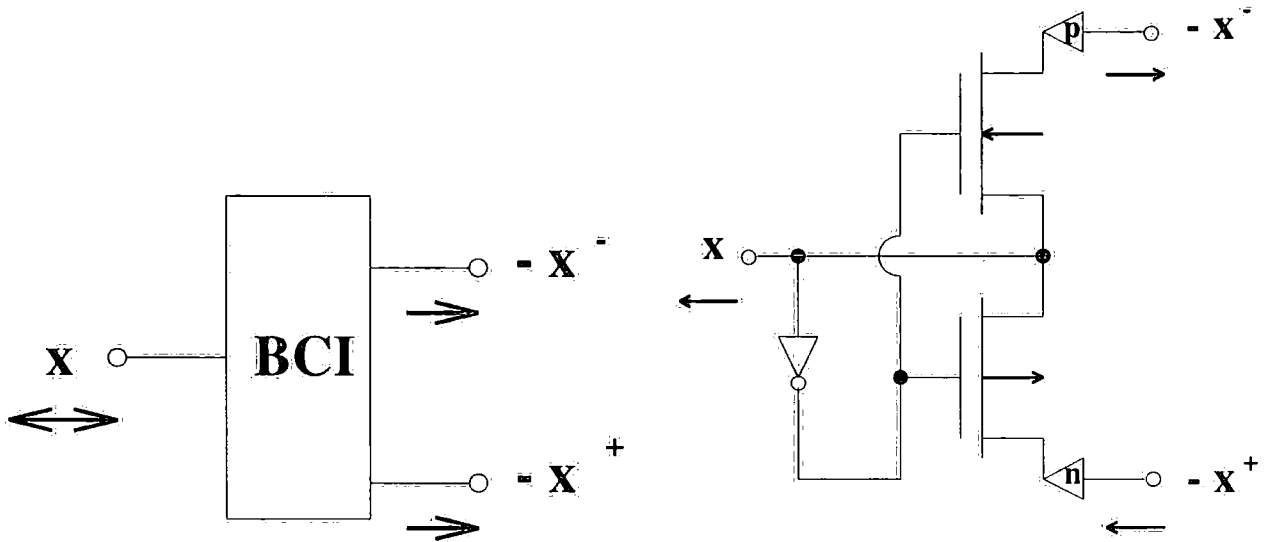 p - x⁻
- x⁻
x
x BCI
- x⁺
n - x⁺